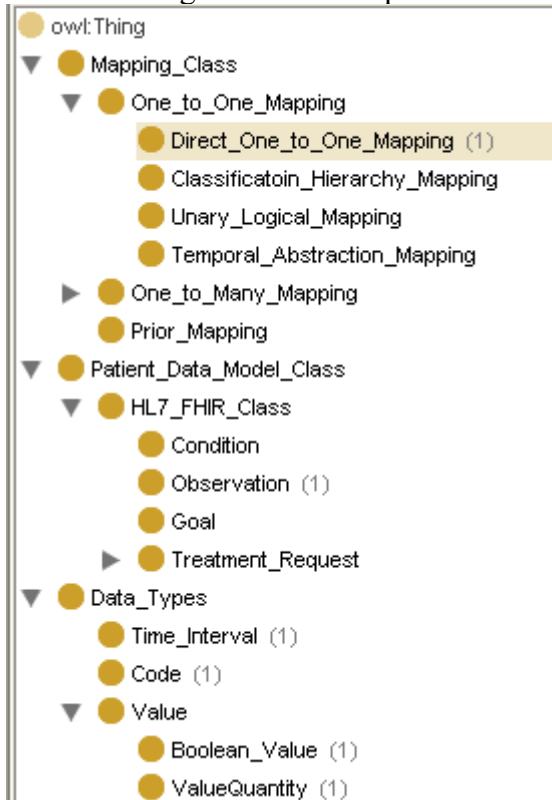 owl:Thing
Mapping_Class
One_to_One_Mapping
Direct_One_to_One_Mapping (1)
Classificatoin_Hierarchy_Mapping
Unary_Logical_Mapping
Temporal_Abstraction_Mapping
One_to_Many_Mapping
Prior_Mapping
Patient_Data_Model_Class
HL7_FHIR_Class
Condition
Observation (1)
Goal
Treatment_Request
Data_Types
Time_Interval (1)
Code (1)
Value
Boolean_Value (1)
ValueQuantity (1)